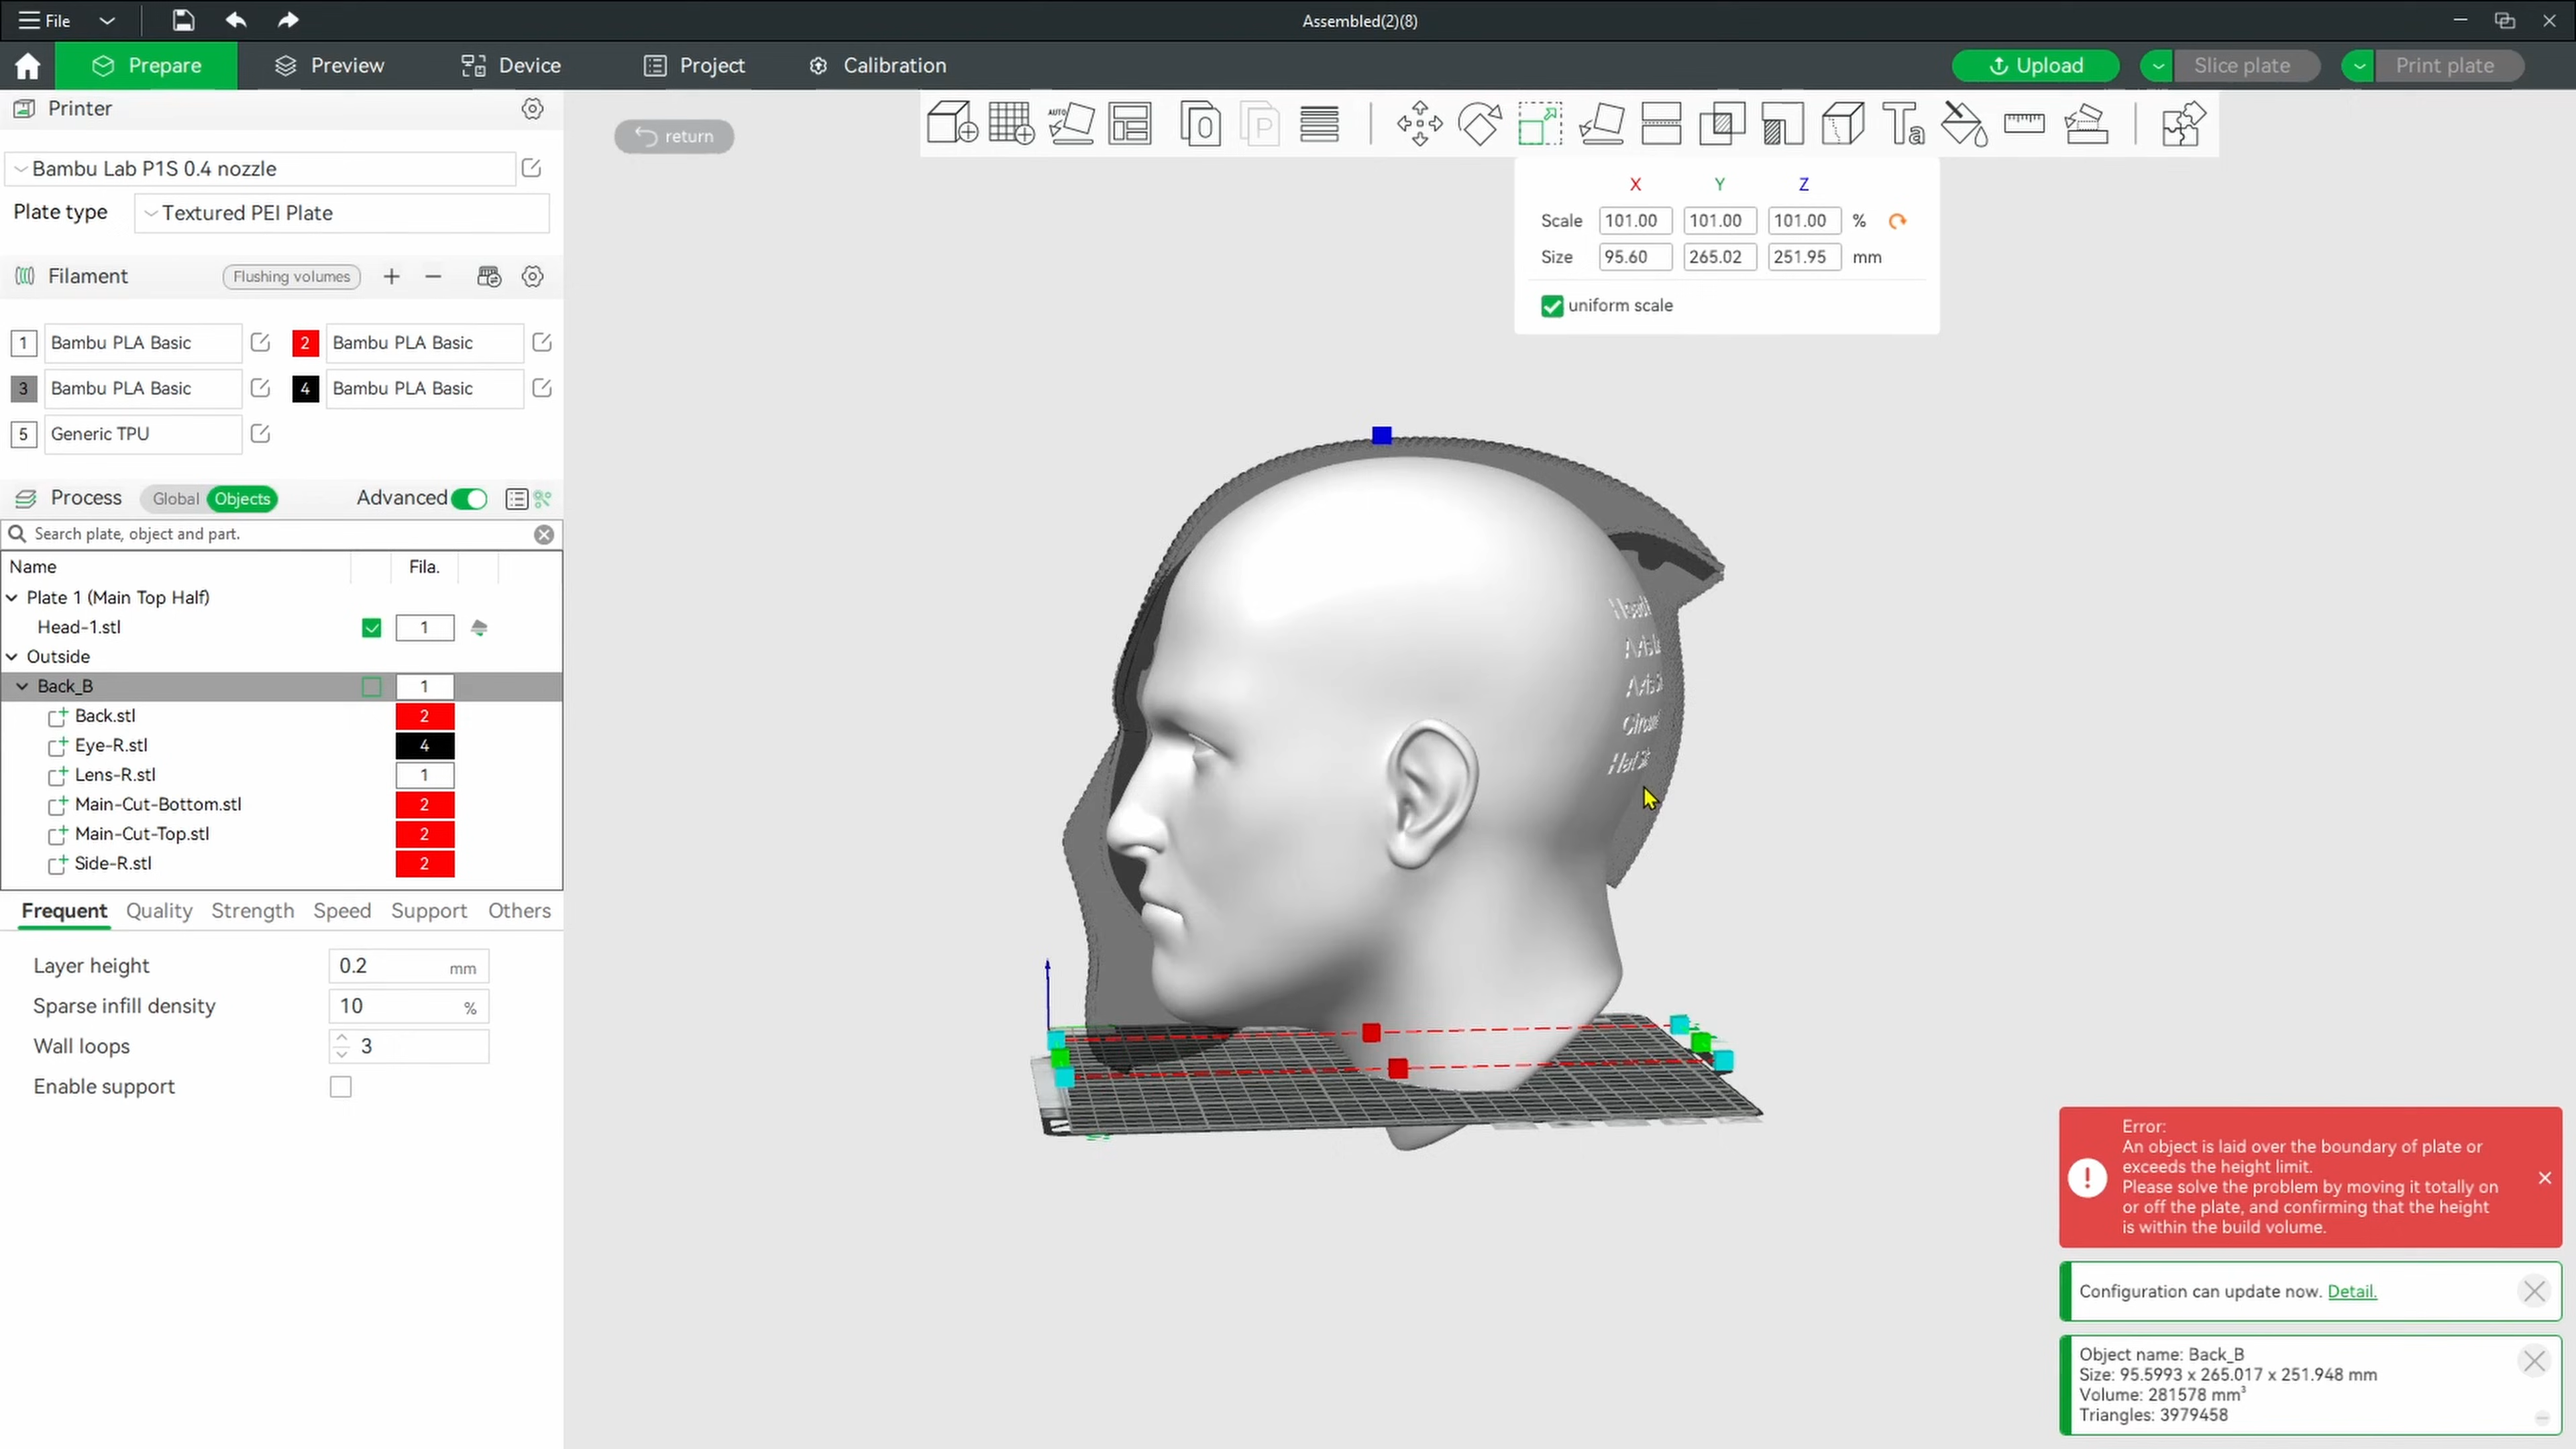 File
Assembled(2)(8)
Prepare
Preview
Device
Project
Calibration
Upload
Slice plate
Print plate
Printer
Bambu Lab P1S 0.4 nozzle
Plate type
Textured PEI Plate
Filament
Flushing volumes
1
Bambu PLA Basic
2
Bambu PLA Basic
3
Bambu PLA Basic
4
Bambu PLA Basic
5
Generic TPU
Process
Global
Objects
Advanced
Search plate, object and part.
Name
Fila.
Plate 1 (Main Top Half)
Head-1.stl
1
Outside
Back_B
1
Back.stl
2
Eye-R.stl
4
Lens-R.stl
1
Main-Cut-Bottom.stl
2
Main-Cut-Top.stl
2
Side-R.stl
2
Frequent
Quality
Strength
Speed
Support
Others
Layer height
0.2 mm
Sparse infill density
10 %
Wall loops
3
Enable support
return
AUTO
O
P
Ta
X Y Z
Scale 101.00 101.00 101.00 %
Size 95.60 265.02 251.95 mm
uniform scale
Error:
An object is laid over the boundary of plate or
exceeds the height limit.
Please solve the problem by moving it totally on
or off the plate, and confirming that the height
is within the build volume.
Configuration can update now. Detail.
Object name: Back_B
Size: 95.5993 x 265.017 x 251.948 mm
Volume: 281578 mm³
Triangles: 3979458